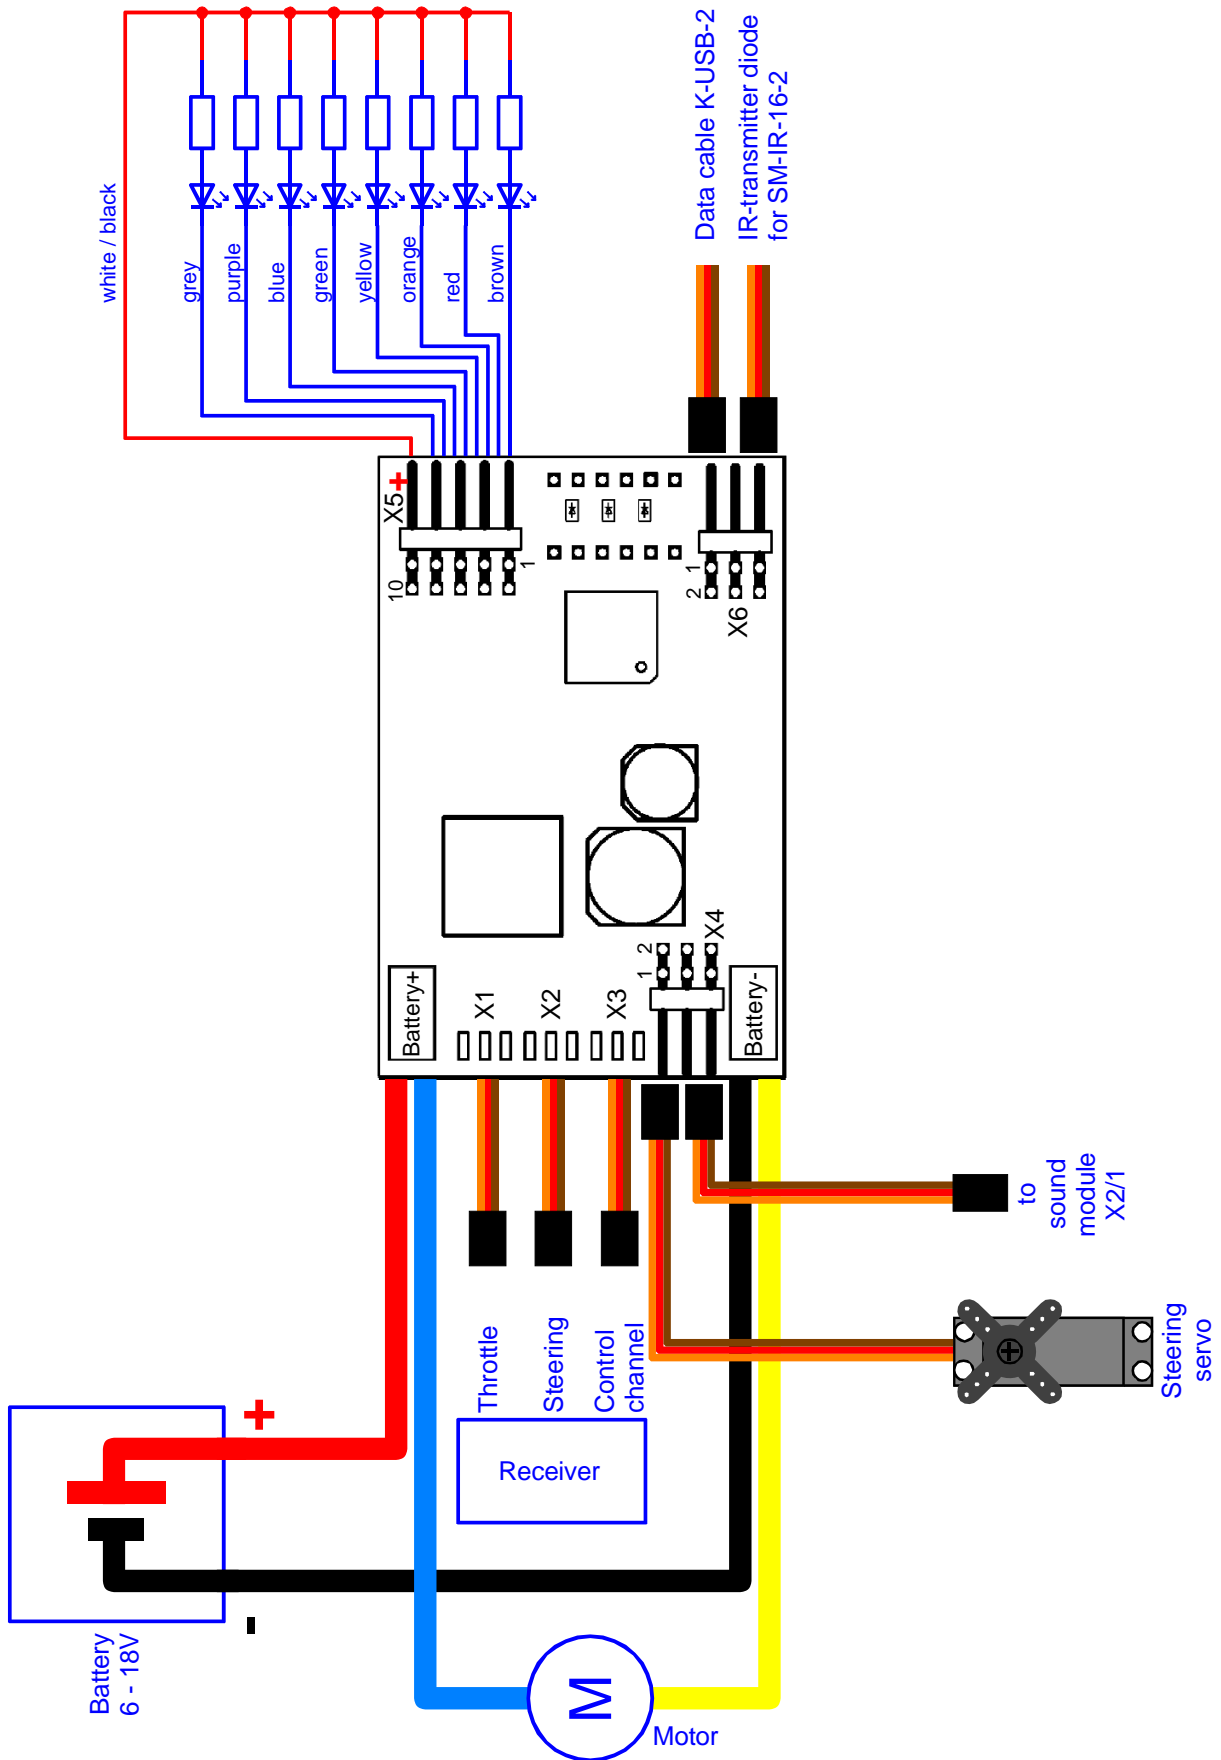 white / black
grey
purple
blue
green
yellow
orange
red
brown
Data cable K-USB-2
IR-transmitter diode
for SM-IR-16-2
X5
+
10
1
1
2
X6
Battery+
X1
X2
X3
1
2
X4
Battery-
Throttle
Steering
Control
channel
Receiver
to
sound
module
X2/1
Steering
servo
+
-
Battery
6 - 18V
M
Motor